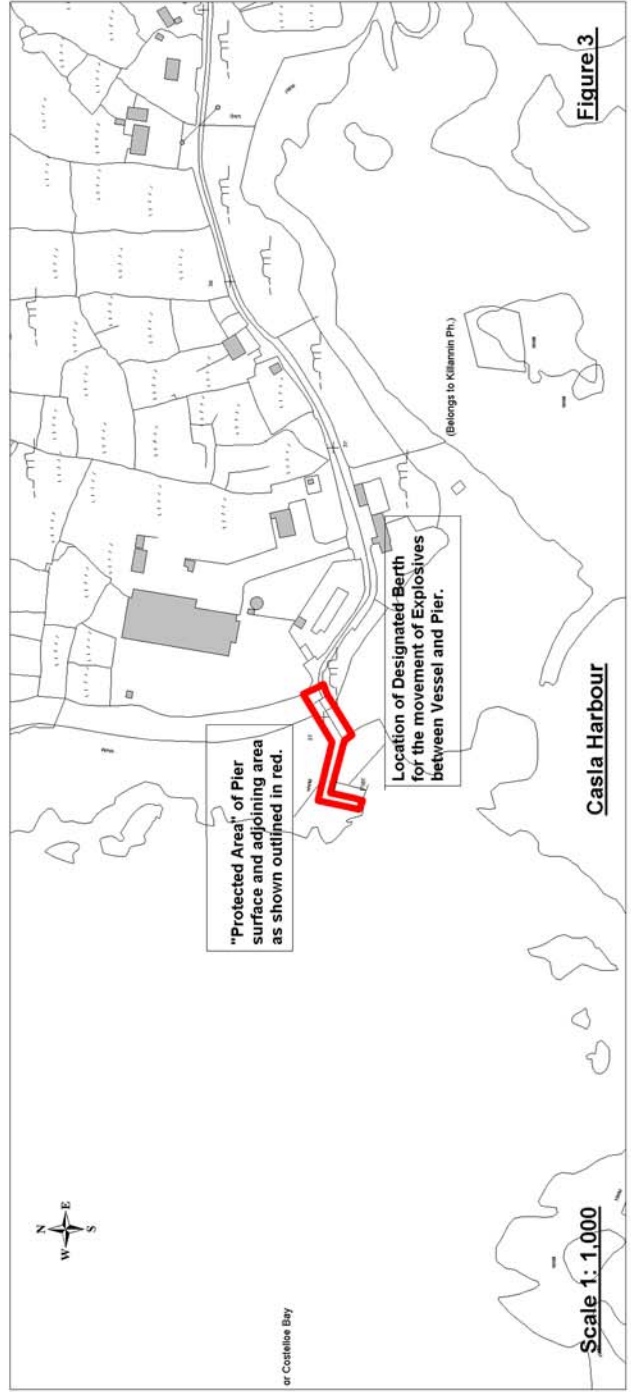 N
W
E
S
or Costelloe Bay
"Protected Area" of Pier
surface and adjoining area
as shown outlined in red.
Location of Designated Berth
for the movement of Explosives
between Vessel and Pier.
(Belongs to Killannin Ph.)
Casla Harbour
Scale 1: 1,000
Figure 3